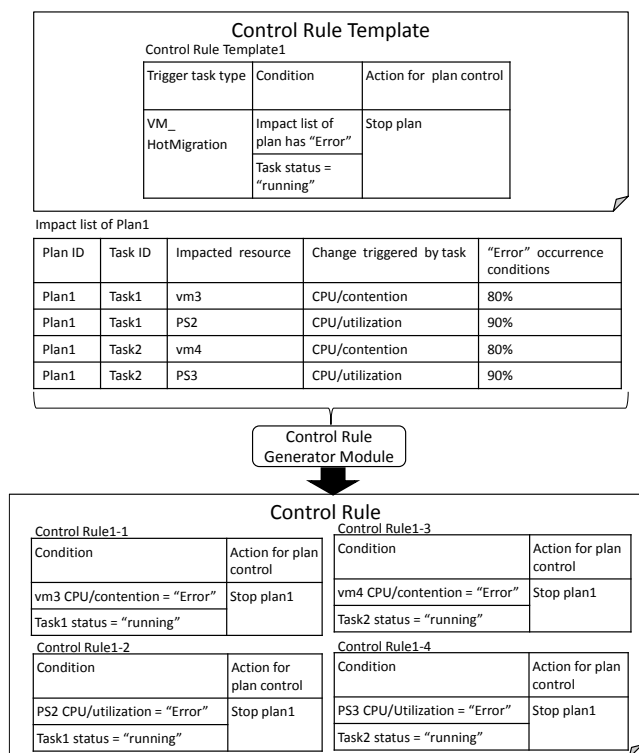 Control Rule Template
Control Rule Template1
Trigger task type
Condition
Action for plan control
VM_
HotMigration
Impact list of
plan has “Error”
Task status =
“running”
Stop plan
Impact list of Plan1
Plan ID
Task ID
Impacted resource
Change triggered by task
“Error” occurrence
conditions
Plan1
Task1
vm3
CPU/contention
80%
Plan1
Task1
PS2
CPU/utilization
90%
Plan1
Task2
vm4
CPU/contention
80%
Plan1
Task2
PS3
CPU/utilization
90%
Control Rule
Generator Module
Control Rule
Control Rule1-1
Condition
Action for plan
control
vm3 CPU/contention = “Error”
Task1 status = “running”
Stop plan1
Control Rule1-3
Condition
Action for plan
control
vm4 CPU/contention = “Error”
Task2 status = “running”
Stop plan1
Control Rule1-2
Condition
Action for
plan control
PS2 CPU/utilization = “Error”
Task1 status = “running”
Stop plan1
Control Rule1-4
Condition
Action for plan
control
PS3 CPU/Utilization = “Error”
Task2 status = “running”
Stop plan1